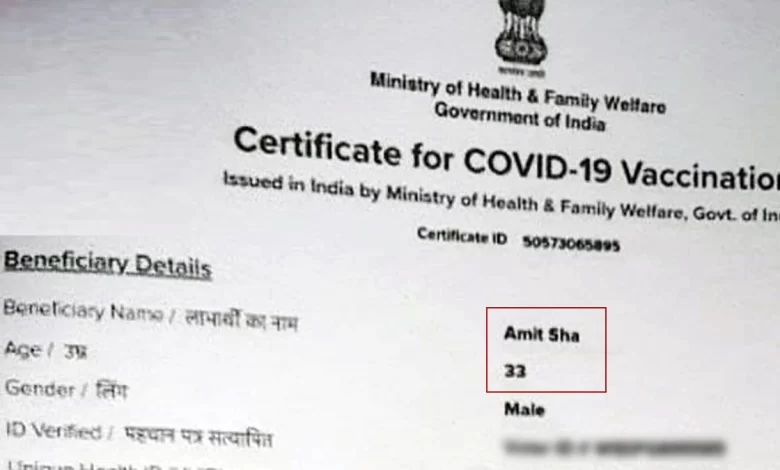 Ministry of Health & Family Welfare
Government of India
Certificate for COVID-19 Vaccination
Issued in India by Ministry of Health & Family Welfare, Govt. of In
Certificate ID 50573065895
Beneficiary Details
Beneficiary Name / लाभार्थी का नाम Amit Sha
Age / उम्र 33
Gender / लिंग Male
ID Verified / पहचान पत्र सत्यापित